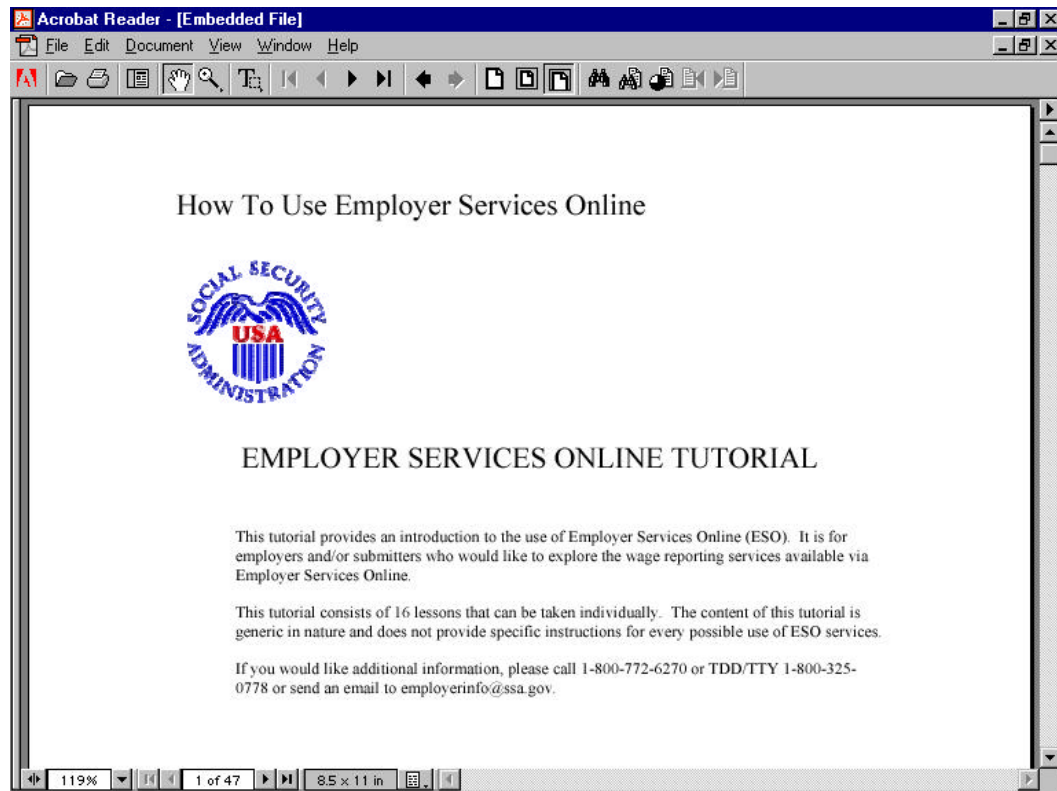 Acrobat Reader - [Embedded File]
File Edit Document View Window Help
How To Use Employer Services Online
SOCIAL SECURITY
USA
ADMINISTRATION
EMPLOYER SERVICES ONLINE TUTORIAL
This tutorial provides an introduction to the use of Employer Services Online (ESO).  It is for
employers and/or submitters who would like to explore the wage reporting services available via
Employer Services Online.
This tutorial consists of 16 lessons that can be taken individually.  The content of this tutorial is
generic in nature and does not provide specific instructions for every possible use of ESO services.
If you would like additional information, please call 1-800-772-6270 or TDD/TTY 1-800-325-
0778 or send an email to employerinfo@ssa.gov.
119% 1 of 47 8.5 x 11 in